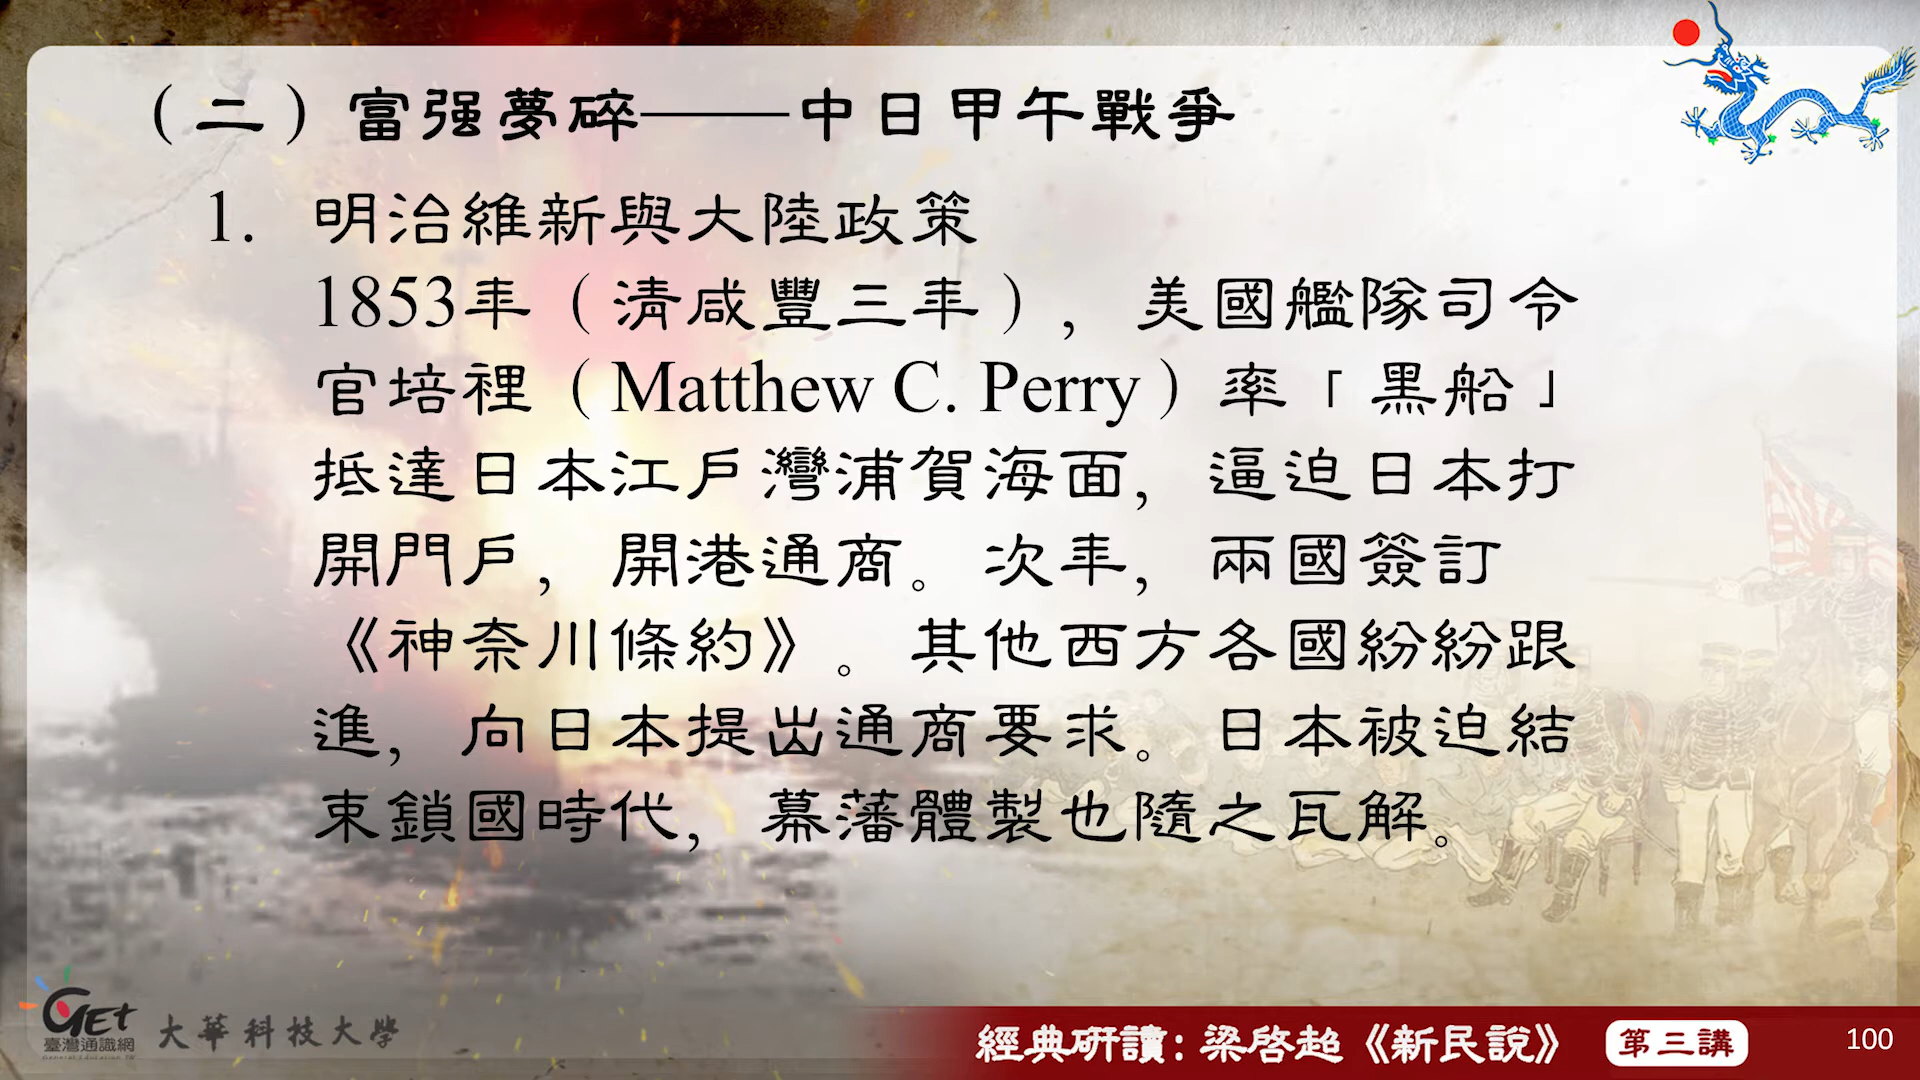 （二）富强夢碎——中日甲午戰爭
1. 明治維新與大陸政策
1853年（清咸豐三年），美國艦隊司令
官培裡（Matthew C. Perry）率「黑船」
抵達日本江戶灣浦賀海面，逼迫日本打
開門戶，開港通商。次年，兩國簽訂
《神奈川條約》。其他西方各國紛紛跟
進，向日本提出通商要求。日本被迫結
束鎖國時代，幕藩體製也隨之瓦解。
GET
臺灣通識網
General Education TW
大華科技大學
經典研讀：梁啓超《新民說》
第三講
100